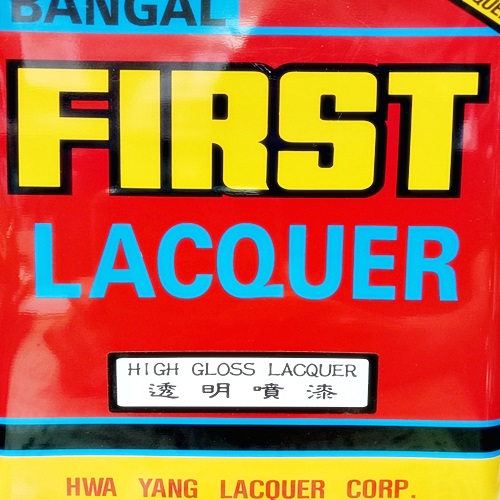 BANGAL
FIRST
LACQUER
HIGH GLOSS LACQUER
透明噴漆
HWA YANG LACQUER CORP.